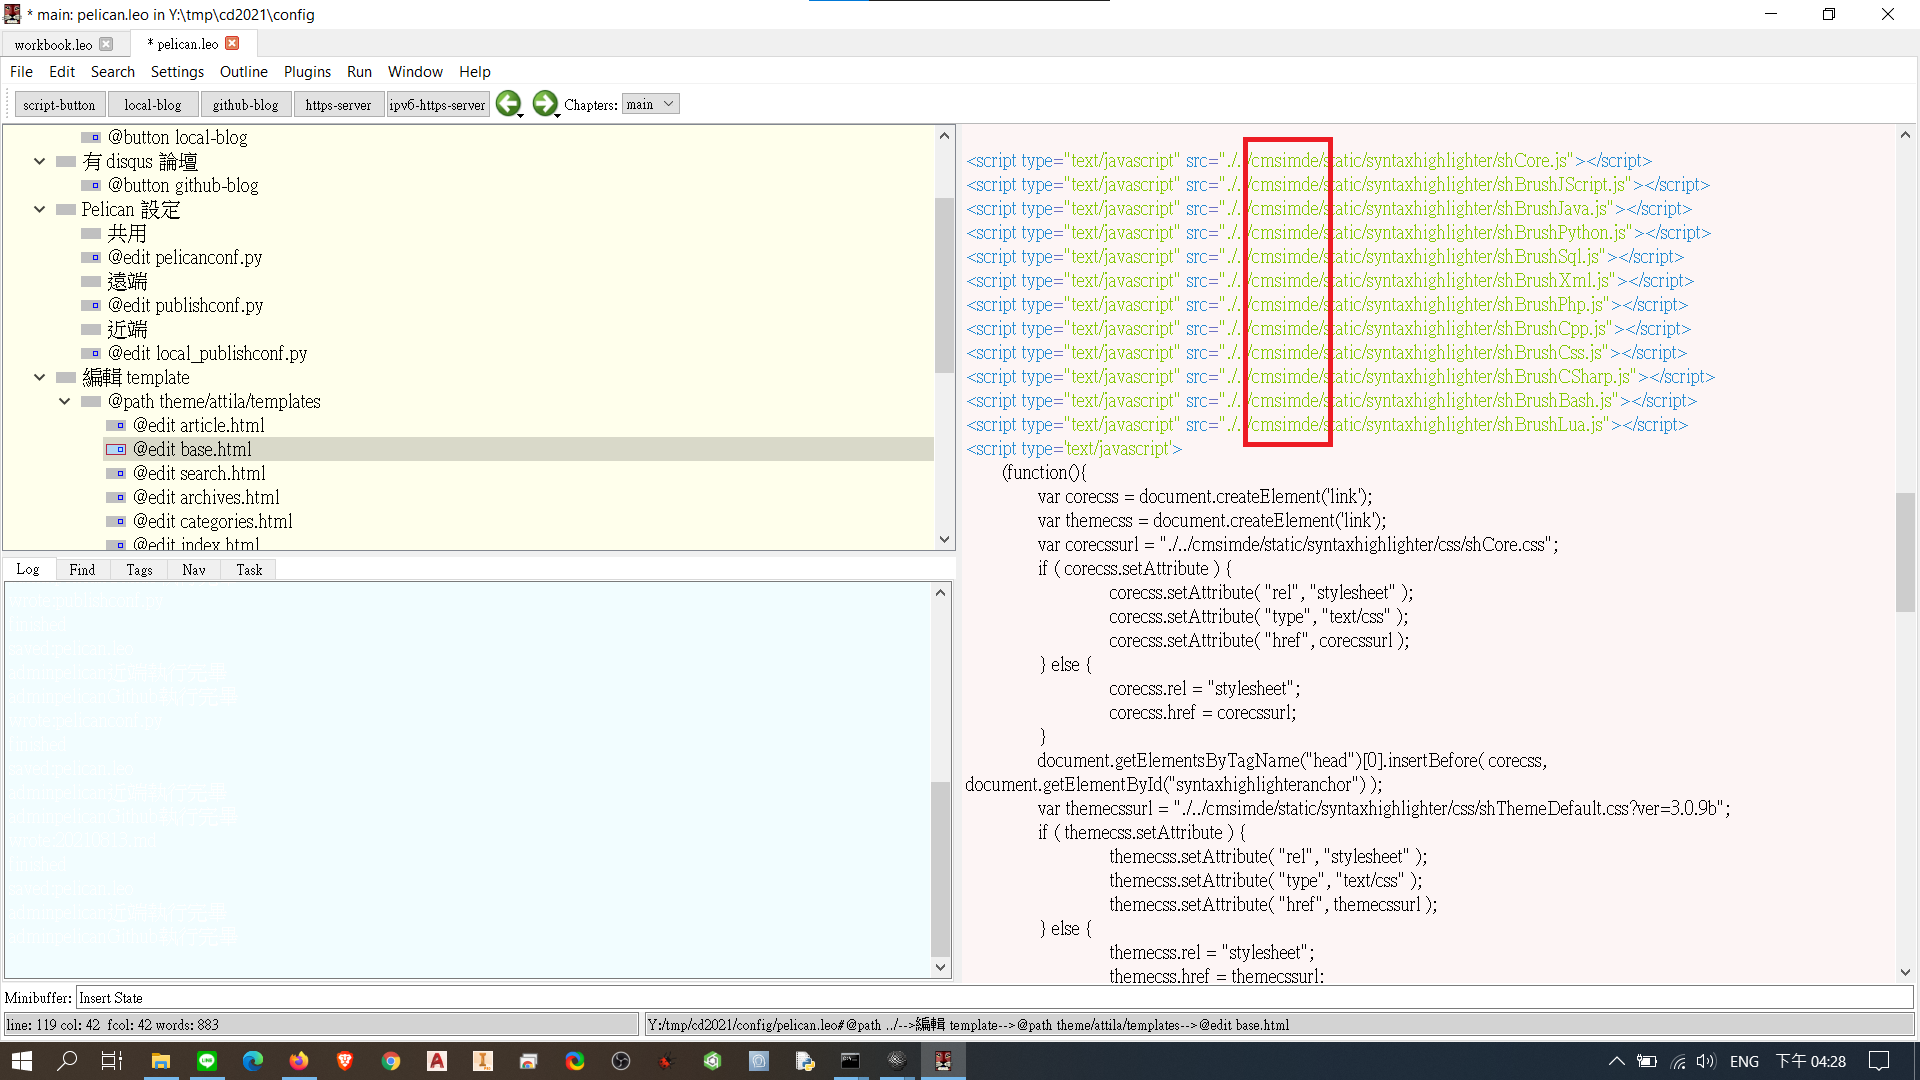 * main: pelican.leo in Y:\tmp\cd2021\config
workbook.leo
* pelican.leo
File Edit Search Settings Outline Plugins Run Window Help
script-button local-blog github-blog https-server ipv6-https-server Chapters: main
@button local-blog
有 disqus 論壇
@button github-blog
Pelican 設定
共用
@edit pelicanconf.py
遠端
@edit publishconf.py
近端
@edit local_publishconf.py
編輯 template
@path theme/attila/templates
@edit article.html
@edit base.html
@edit search.html
@edit archives.html
@edit categories.html
@edit index.html
Log Find Tags Nav Task
<script type="text/javascript" src="./../cmsimde/static/syntaxhighlighter/shCore.js"></script>
<script type="text/javascript" src="./../cmsimde/static/syntaxhighlighter/shBrushJScript.js"></script>
<script type="text/javascript" src="./../cmsimde/static/syntaxhighlighter/shBrushJava.js"></script>
<script type="text/javascript" src="./../cmsimde/static/syntaxhighlighter/shBrushPython.js"></script>
<script type="text/javascript" src="./../cmsimde/static/syntaxhighlighter/shBrushSql.js"></script>
<script type="text/javascript" src="./../cmsimde/static/syntaxhighlighter/shBrushXml.js"></script>
<script type="text/javascript" src="./../cmsimde/static/syntaxhighlighter/shBrushPhp.js"></script>
<script type="text/javascript" src="./../cmsimde/static/syntaxhighlighter/shBrushCpp.js"></script>
<script type="text/javascript" src="./../cmsimde/static/syntaxhighlighter/shBrushCss.js"></script>
<script type="text/javascript" src="./../cmsimde/static/syntaxhighlighter/shBrushCSharp.js"></script>
<script type="text/javascript" src="./../cmsimde/static/syntaxhighlighter/shBrushBash.js"></script>
<script type="text/javascript" src="./../cmsimde/static/syntaxhighlighter/shBrushLua.js"></script>
<script type='text/javascript'>
(function(){
var corecss = document.createElement('link');
var themecss = document.createElement('link');
var corecssurl = "./../cmsimde/static/syntaxhighlighter/css/shCore.css";
if ( corecss.setAttribute ) {
corecss.setAttribute( "rel", "stylesheet" );
corecss.setAttribute( "type", "text/css" );
corecss.setAttribute( "href", corecssurl );
} else {
corecss.rel = "stylesheet";
corecss.href = corecssurl;
}
document.getElementsByTagName("head")[0].insertBefore( corecss,
document.getElementById("syntaxhighlighteranchor") );
var themecssurl = "./../cmsimde/static/syntaxhighlighter/css/shThemeDefault.css?ver=3.0.9b";
if ( themecss.setAttribute ) {
themecss.setAttribute( "rel", "stylesheet" );
themecss.setAttribute( "type", "text/css" );
themecss.setAttribute( "href", themecssurl );
} else {
themecss.rel = "stylesheet";
themecss.href = themecssurl;
Minibuffer: Insert State
line: 119 col: 42 fcol: 42 words: 883
Y:/tmp/cd2021/config/pelican.leo#@path ../-->編輯 template-->@path theme/attila/templates-->@edit base.html
ENG 下午 04:28